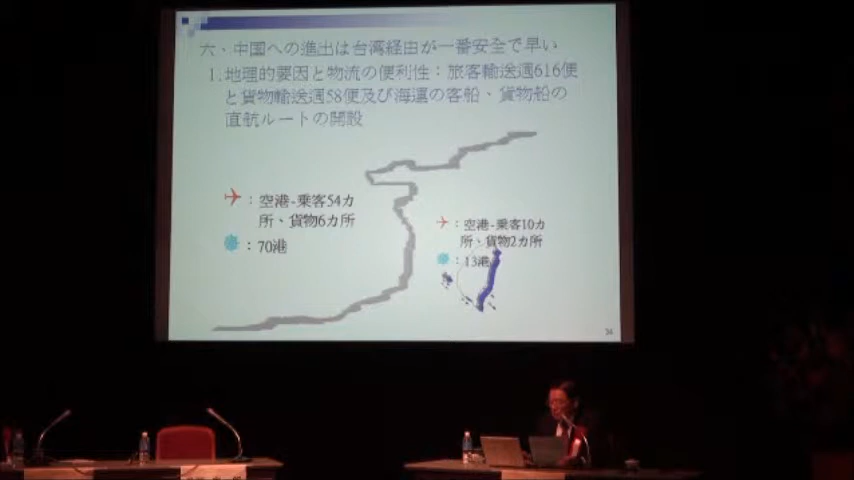 六、中国への進出は台湾経由が一番安全で早い
1.地理的要因と物流の便利性：旅客輸送週616便
と貨物輸送週58便及び海運の客船、貨物船の
直航ルートの開設
：空港-乗客54カ
所、貨物6カ所
：70港
：空港-乗客10カ
所、貨物2カ所
：13港